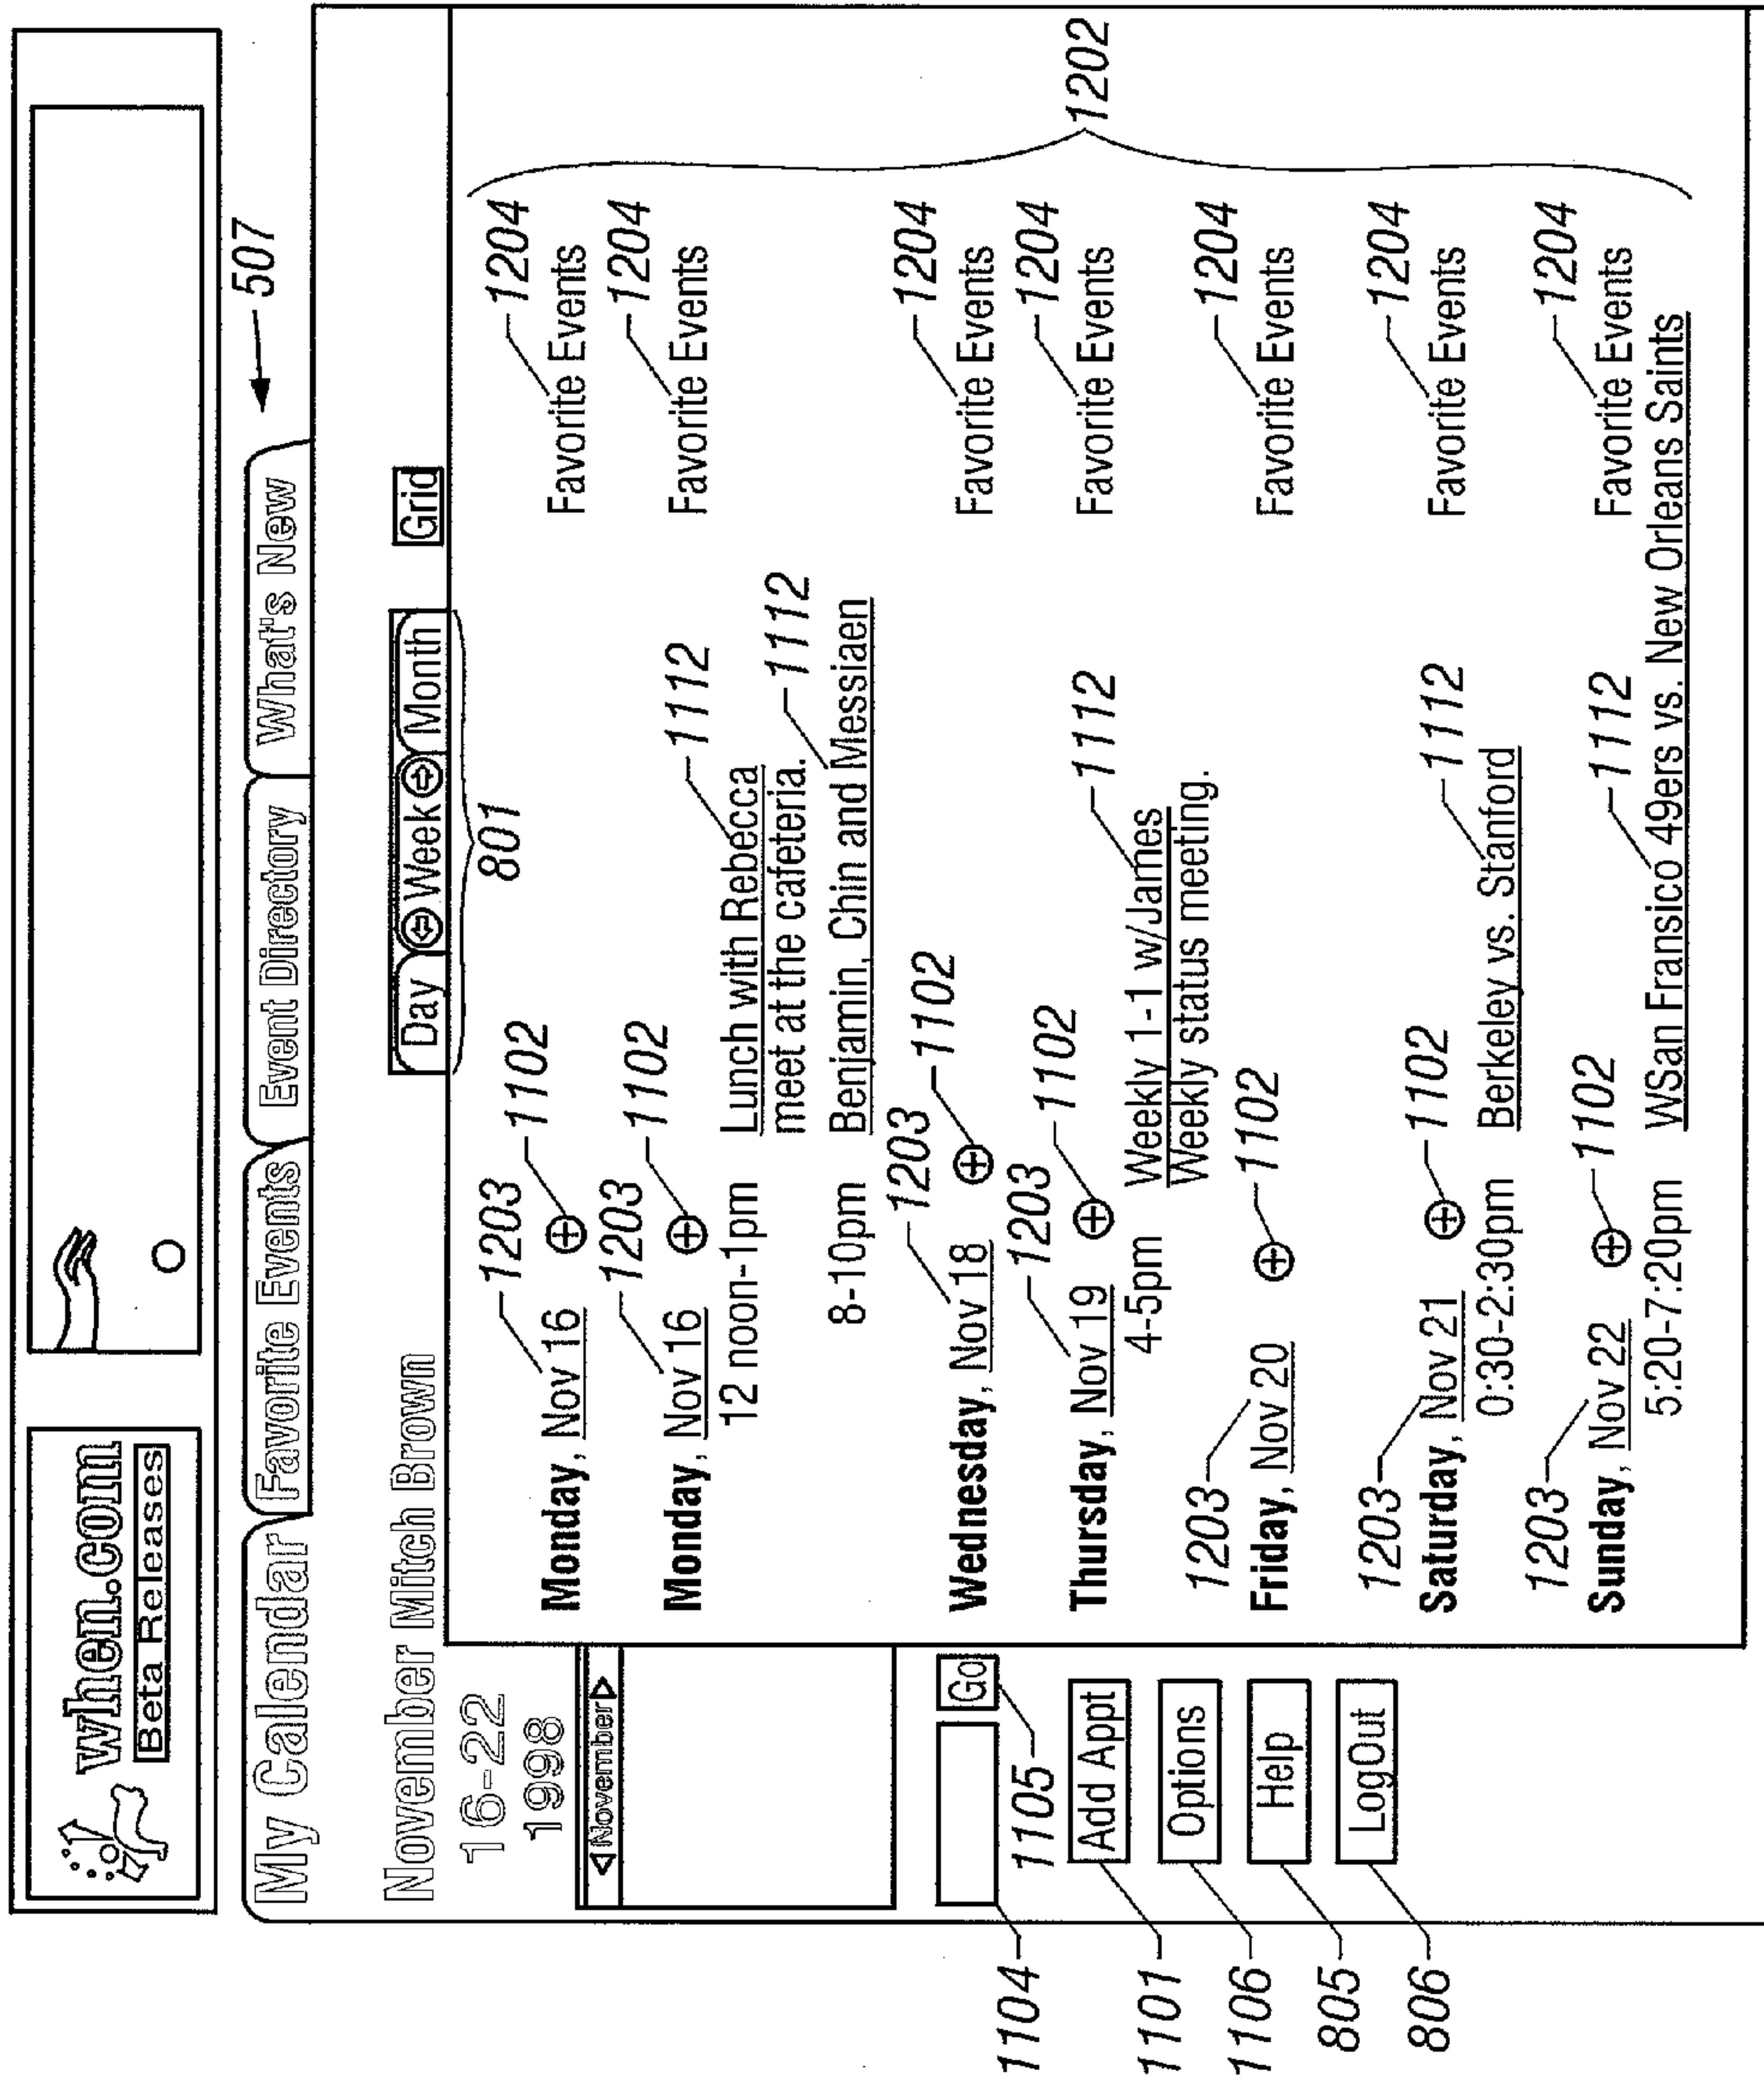 when.com
Beta Releases
507
My Calendar Favorite Events Event Directory What's New
November Mitch Brown
16-22
1998
Day Week Month Grid
801
November
1203 1102 1204
Monday, Nov 16 Favorite Events
1203 1102 1204
Monday, Nov 16 Favorite Events
1112
12 noon-1pm Lunch with Rebecca
meet at the cafeteria.
1112
8-10pm Benjamin, Chin and Messiaen
1203 1102 1204
Wednesday, Nov 18 Favorite Events
1203 1102 1204
Thursday, Nov 19 Favorite Events
1112
4-5pm Weekly 1-1 w/James
Weekly status meeting.
1203 1102 1204
Friday, Nov 20 Favorite Events
1203 1102 1112 1204
Saturday, Nov 21 Favorite Events
0:30-2:30pm Berkeley vs. Stanford
1203 1102 1112 1204
Sunday, Nov 22 Favorite Events
5:20-7:20pm WSan Fransico 49ers vs. New Orleans Saints
1202
Go
1104
1105
1101 Add Appt
1106 Options
805 Help
806 LogOut